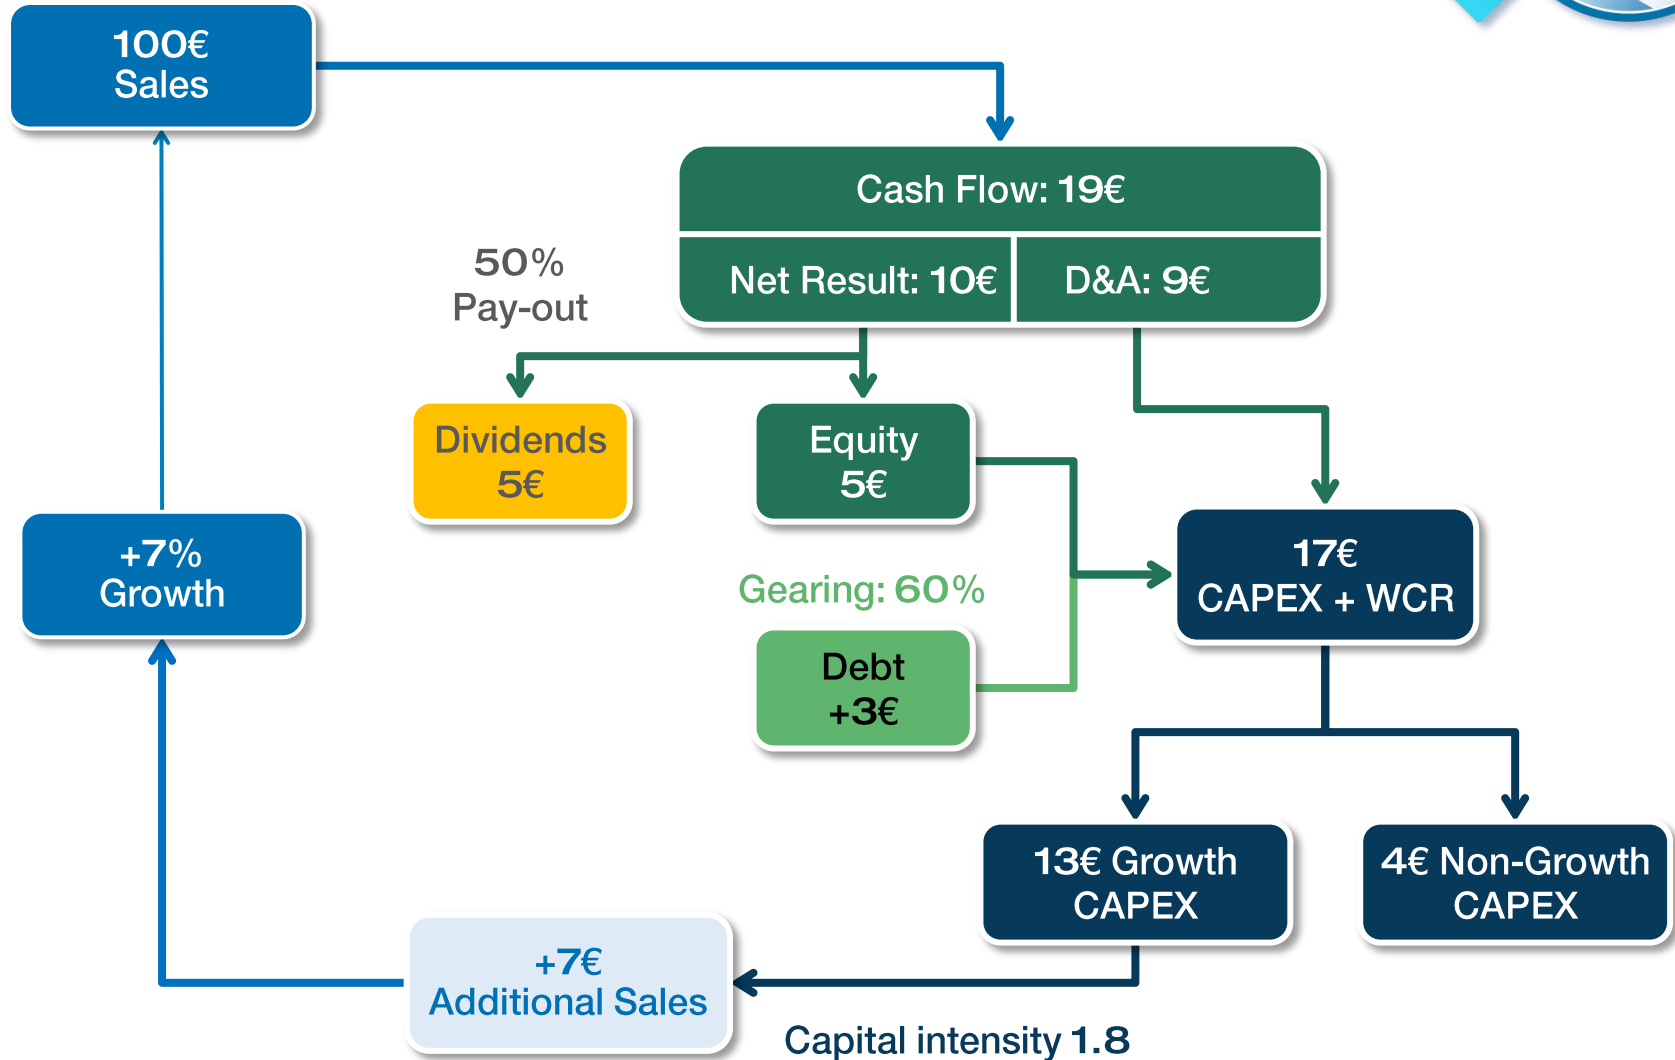 100€
Sales
Cash Flow: 19€
Net Result: 10€
D&A: 9€
50%
Pay-out
Dividends
5€
Equity
5€
17€
CAPEX + WCR
+7%
Growth
Gearing: 60%
Debt
+3€
13€ Growth
CAPEX
4€ Non-Growth
CAPEX
+7€
Additional Sales
Capital intensity 1.8